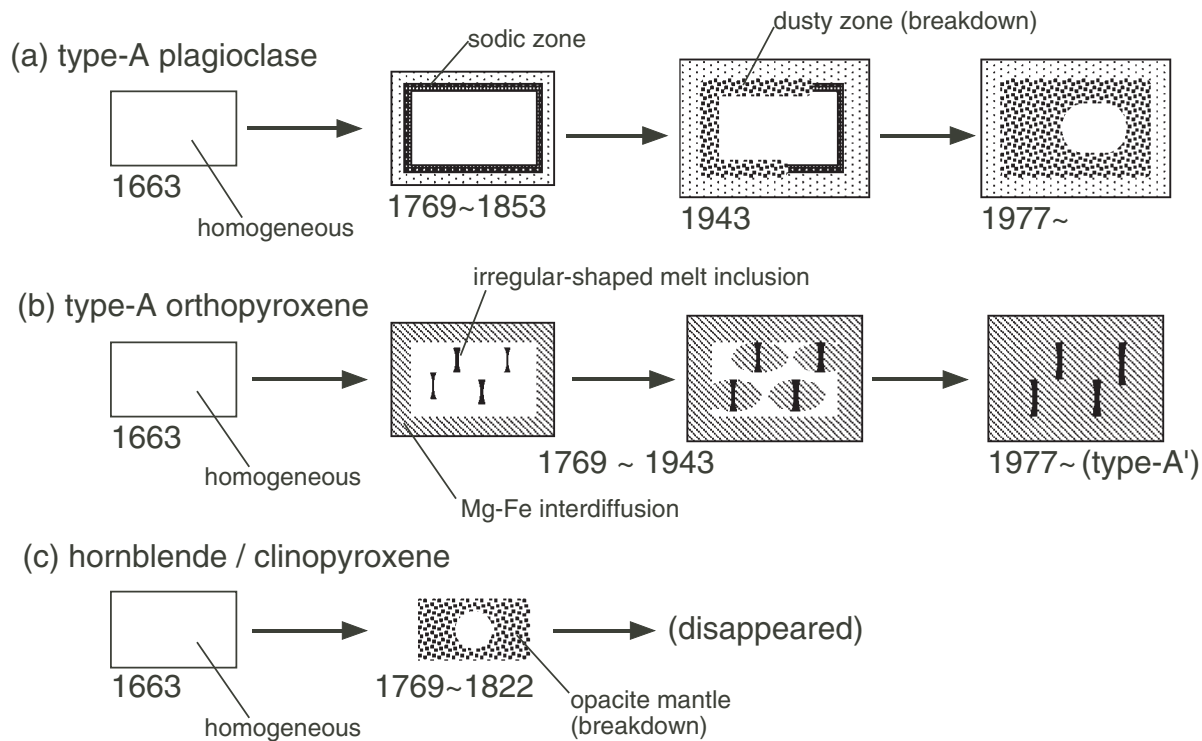 dusty zone (breakdown)
sodic zone
(a) type-A plagioclase
1663
1769~1853
1943
1977~
homogeneous
irregular-shaped melt inclusion
(b) type-A orthopyroxene
1663
1769 ~ 1943
1977~ (type-A')
homogeneous
Mg-Fe interdiffusion
(c) hornblende / clinopyroxene
(disappeared)
1663
1769~1822
opacite mantle
(breakdown)
homogeneous